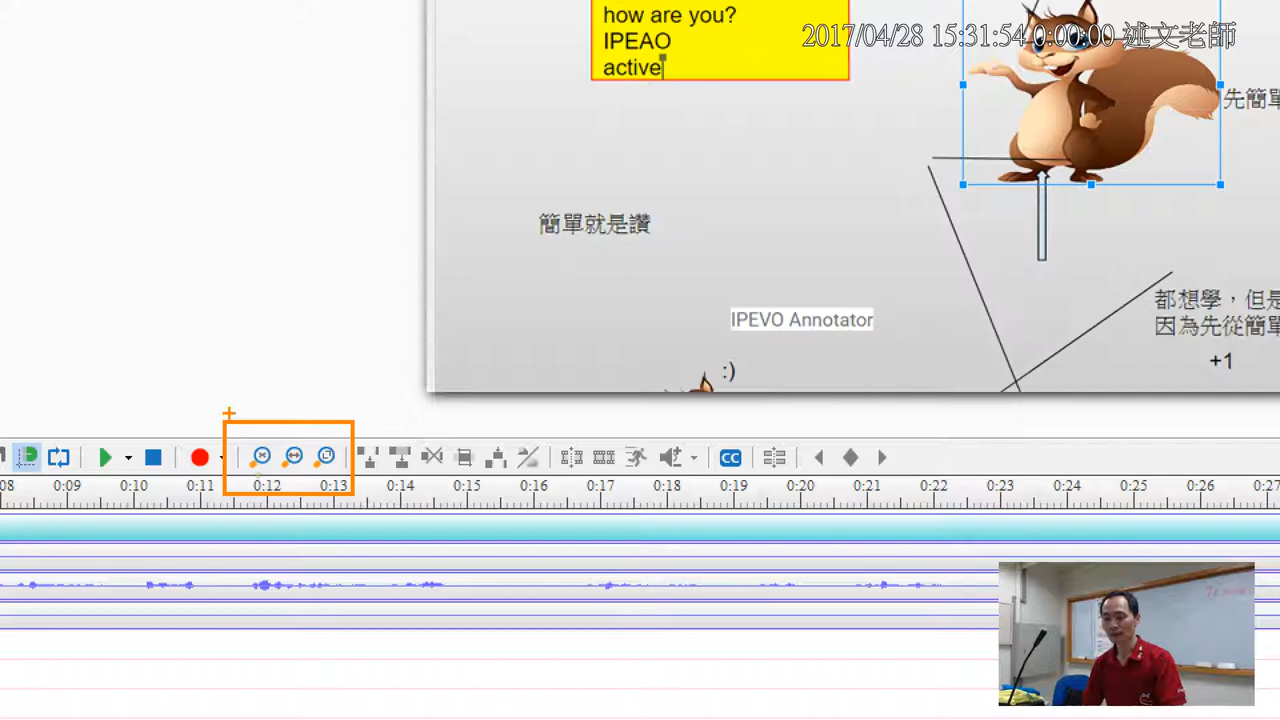 how are you?
IPEAO
active
2017/04/28 15:31:54 0:00:00 述文老師
先簡單
簡單就是讚
IPEVO Annotator
都想學，但是
因為先從簡單
+1
:)
CC
08 0:09 0:10 0:11 0:12 0:13 0:14 0:15 0:16 0:17 0:18 0:19 0:20 0:21 0:22 0:23 0:24 0:25 0:26 0:27